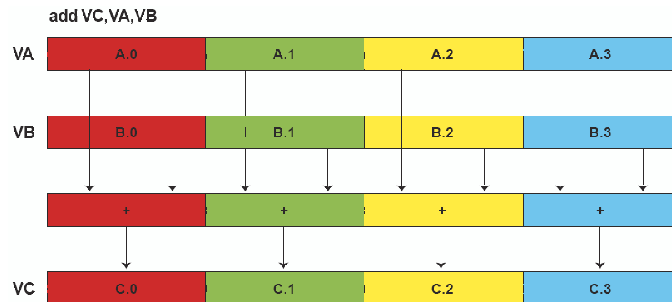 add VC,VA,VB
VA A.0 A.1 A.2 A.3
VB B.0 B.1 B.2 B.3
+ + + +
VC C.0 C.1 C.2 C.3